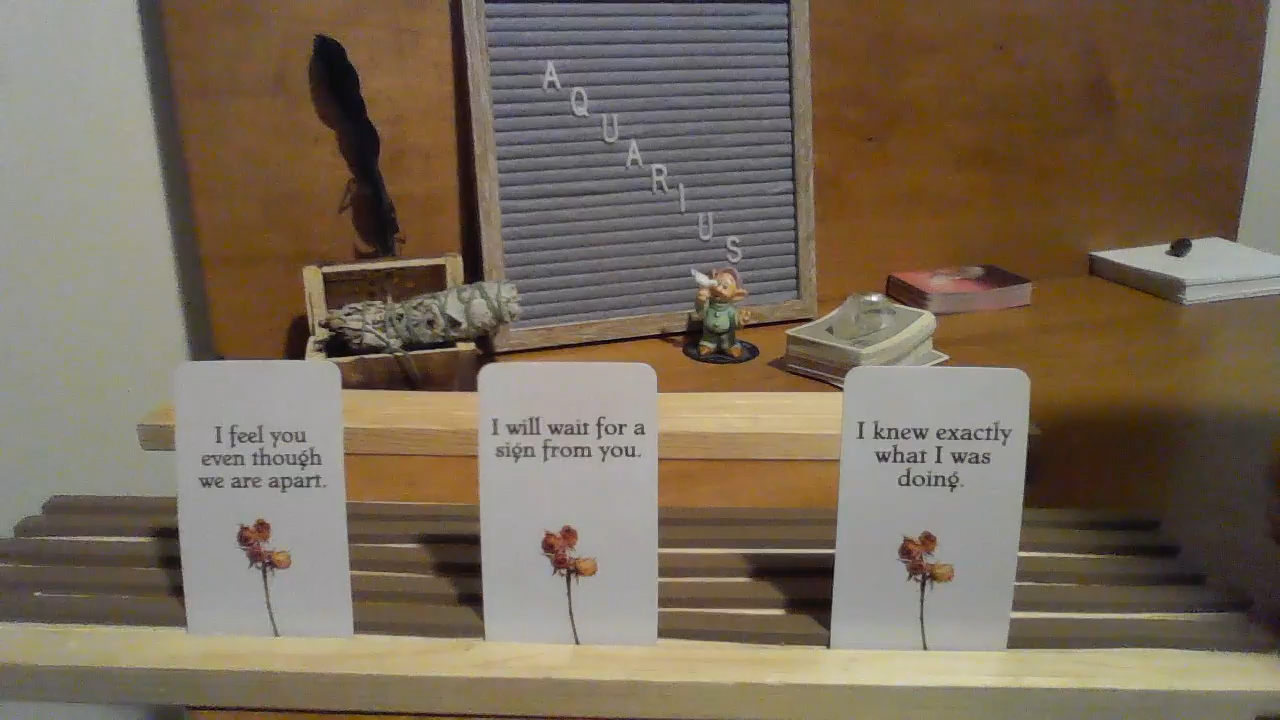 AQUARIUS
I feel you
even though
we are apart.
I will wait for a
sign from you.
I knew exactly
what I was
doing.